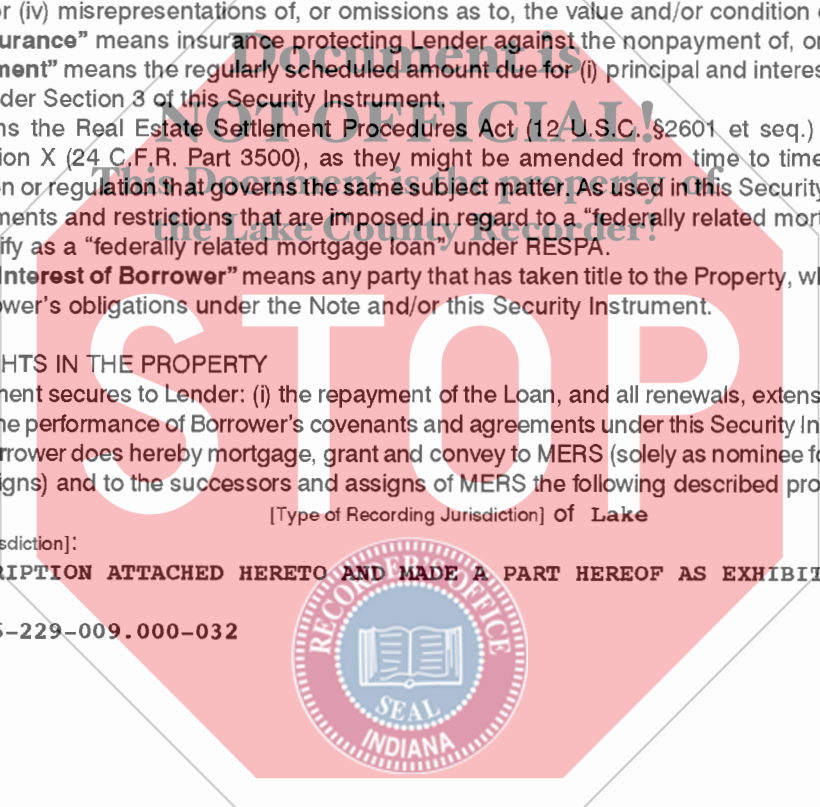 or (iv) misrepresentations of, or omissions as to, the value and/or condition
urance” means insurance protecting Lender against the nonpayment of, or
ment” means the regularly scheduled amount due for (i) principal and interes
der Section 3 of this Security Instrument.
ns the Real Estate Settlement Procedures Act (12 U.S.C. §2601 et seq.)
ion X (24 C.F.R. Part 3500), as they might be amended from time to time
n or regulation that governs the same subject matter. As used in this Security
ments and restrictions that are imposed in regard to a “federally related mort
ify as a “federally related mortgage loan” under RESPA.
Interest of Borrower” means any party that has taken title to the Property, wh
ower’s obligations under the Note and/or this Security Instrument.
HTS IN THE PROPERTY
ment secures to Lender: (i) the repayment of the Loan, and all renewals, extens
he performance of Borrower’s covenants and agreements under this Security In
rrower does hereby mortgage, grant and convey to MERS (solely as nominee fo
igns) and to the successors and assigns of MERS the following described pro
[Type of Recording Jurisdiction] of Lake
sdiction]:
RIPTION ATTACHED HERETO AND MADE A PART HEREOF AS EXHIBIT
5-229-009.000-032
Document is
NOT OFFICIAL!
This Document is the property of
the Lake County Recorder!
STOP
RECORDER'S OFFICE
SEAL
INDIANA